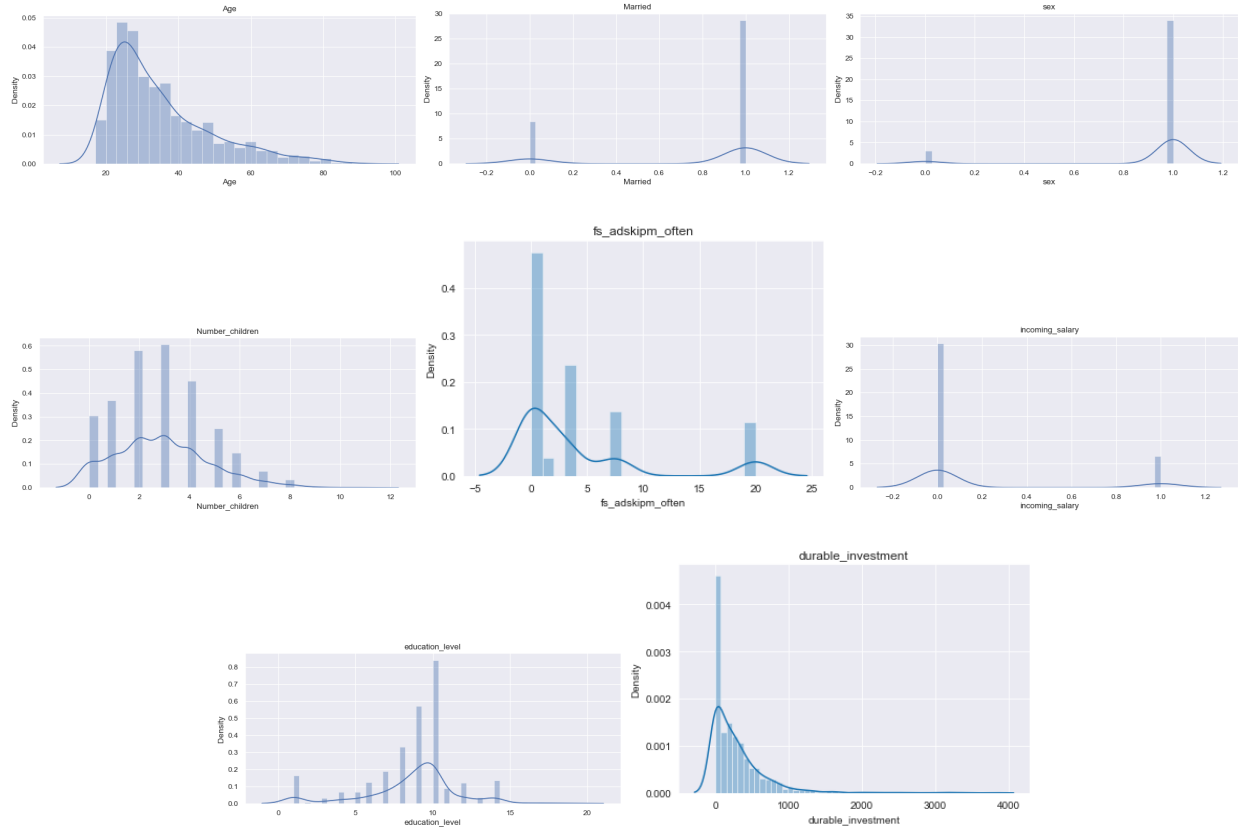 Age
Density
0.05
0.04
0.03
0.02
0.01
0.00
20 40 60 80 100
Age
Married
Density
30
25
20
15
10
5
0
−0.2 0.0 0.2 0.4 0.6 0.8 1.0 1.2
Married
sex
Density
35
30
25
20
15
10
5
0
−0.2 0.0 0.2 0.4 0.6 0.8 1.0 1.2
sex
Number_children
Density
0.6
0.5
0.4
0.3
0.2
0.1
0.0
0 2 4 6 8 10 12
Number_children
fs_adskipm_often
Density
0.4
0.3
0.2
0.1
0.0
−5 0 5 10 15 20 25
fs_adskipm_often
incoming_salary
Density
30
25
20
15
10
5
0
−0.2 0.0 0.2 0.4 0.6 0.8 1.0 1.2
incoming_salary
education_level
Density
0.8
0.7
0.6
0.5
0.4
0.3
0.2
0.1
0.0
0 5 10 15 20
education_level
durable_investment
Density
0.004
0.003
0.002
0.001
0.000
0 1000 2000 3000 4000
durable_investment